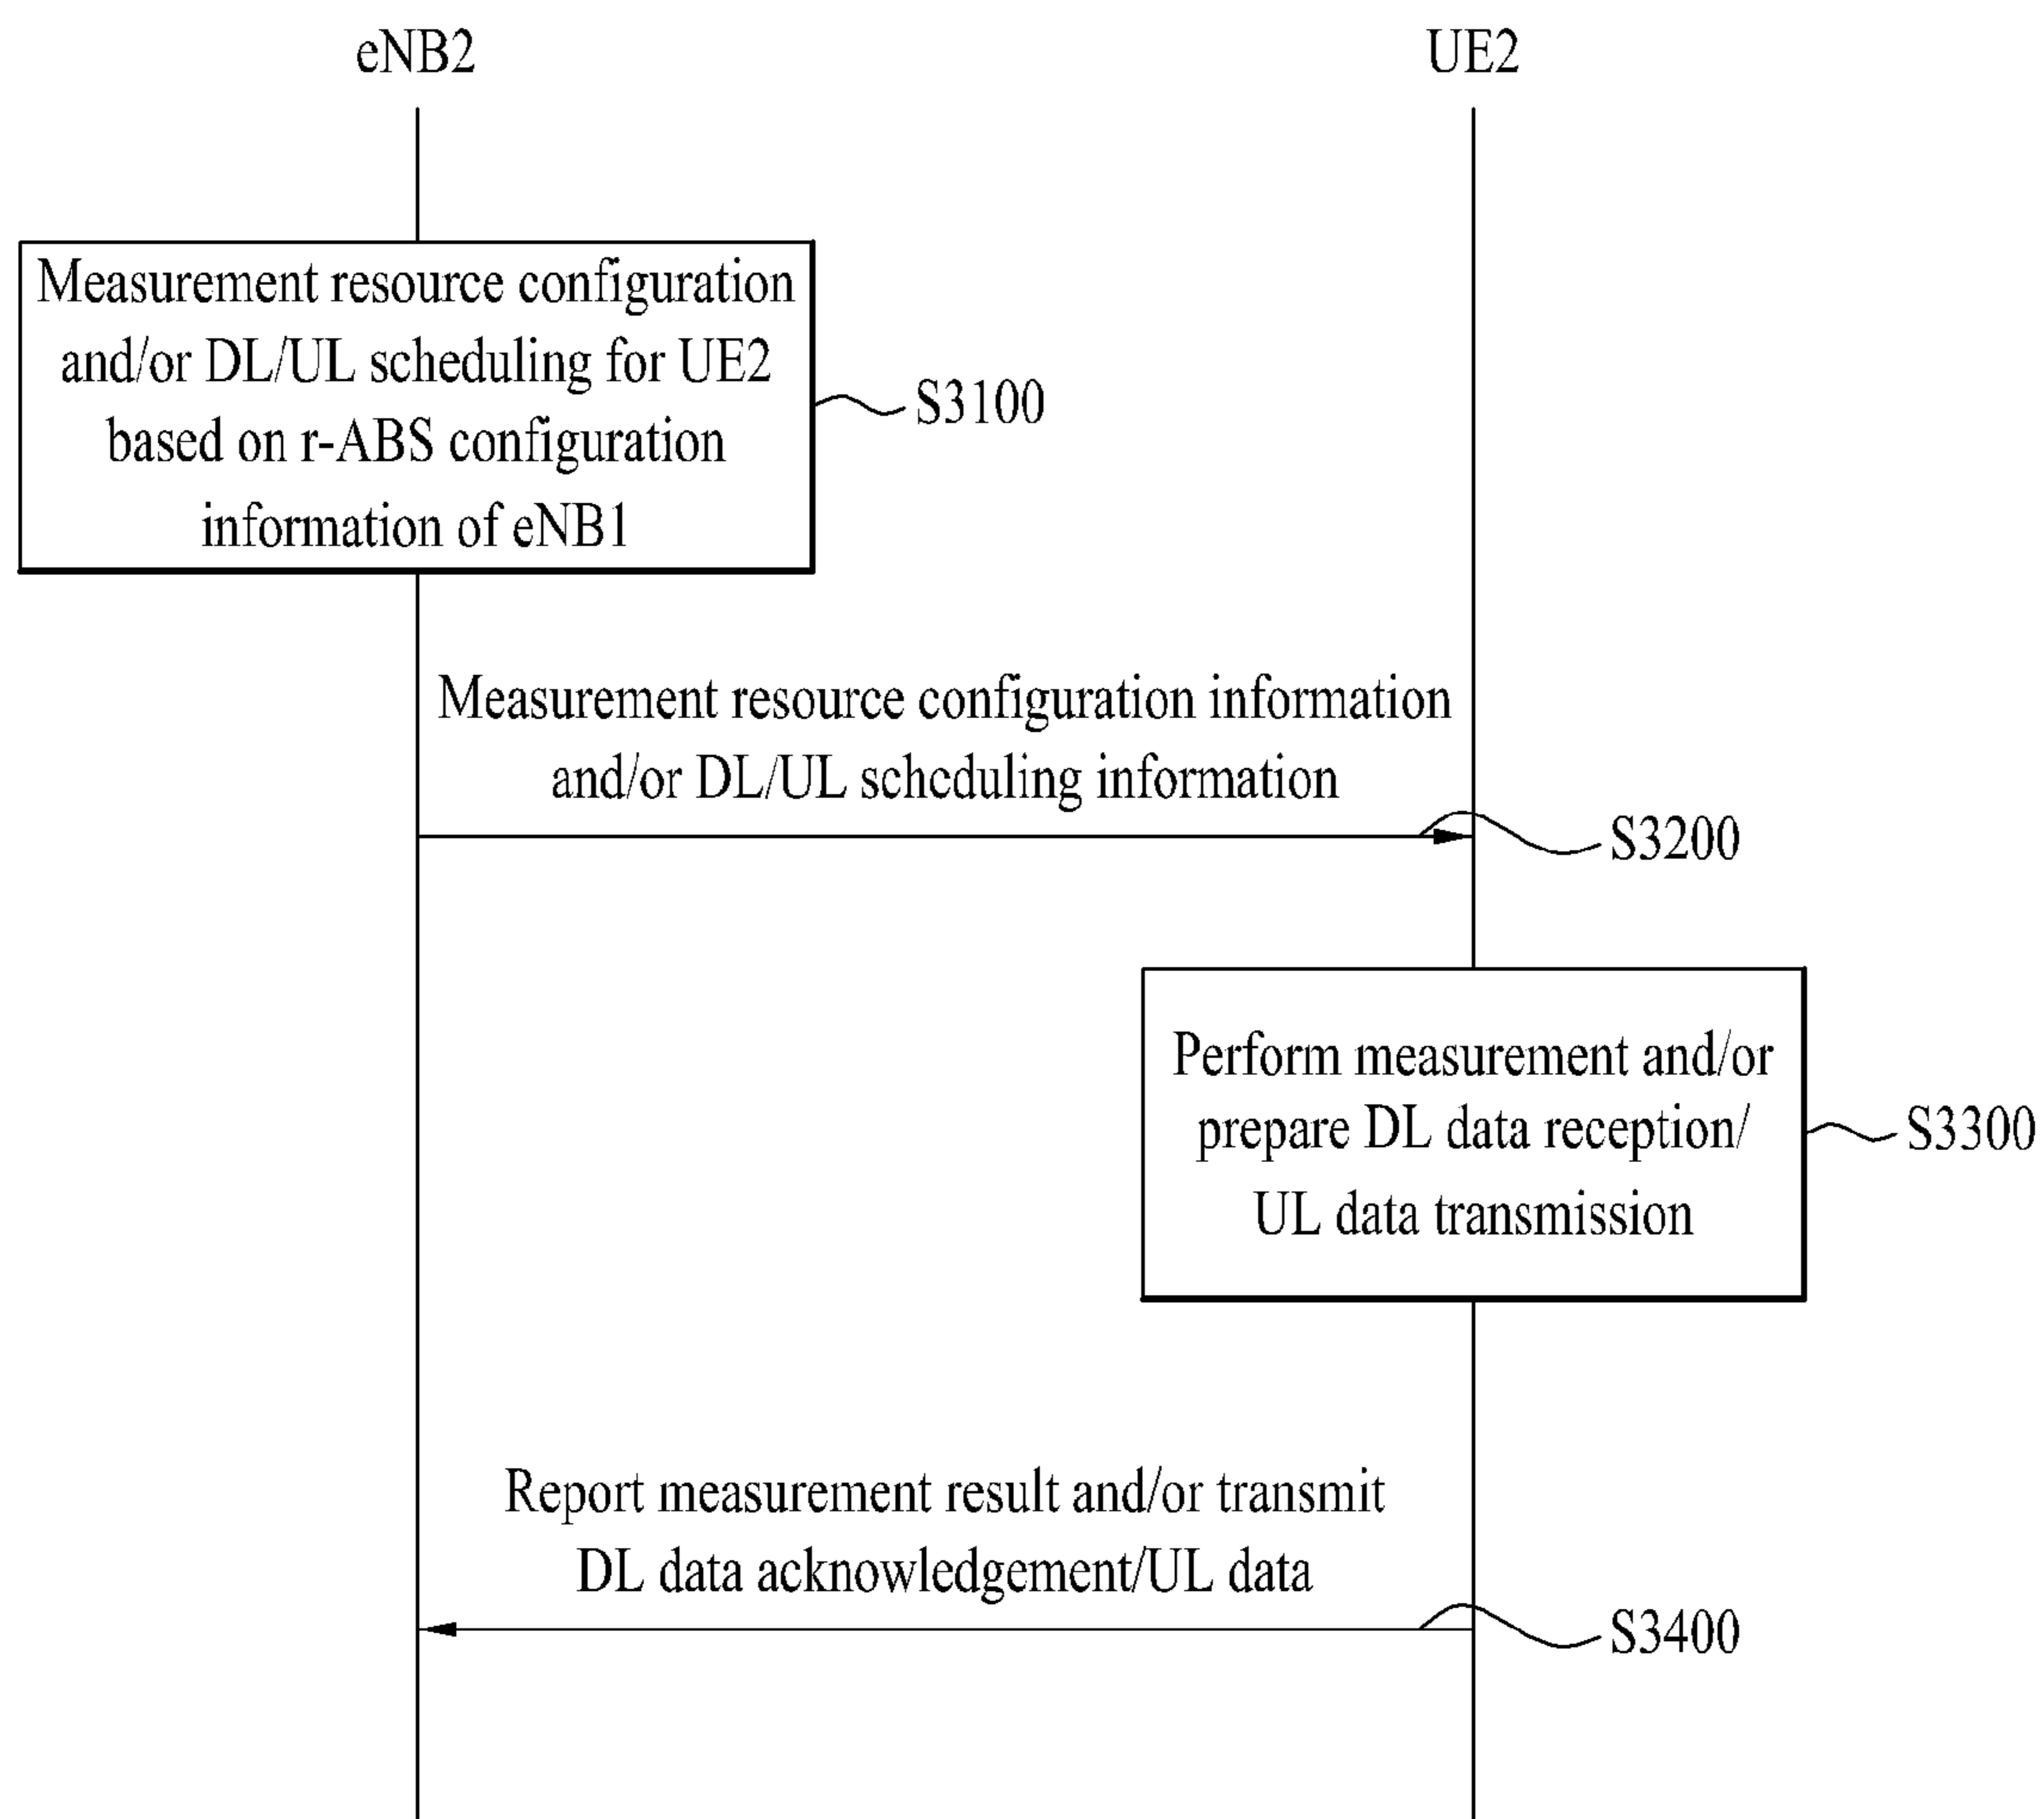 eNB2
UE2
Measurement resource configuration
and/or DL/UL scheduling for UE2
based on r-ABS configuration
information of eNB1
S3100
Measurement resource configuration information
and/or DL/UL scheduling information
S3200
Perform measurement and/or
prepare DL data reception/
UL data transmission
S3300
Report measurement result and/or transmit
DL data acknowledgement/UL data
S3400